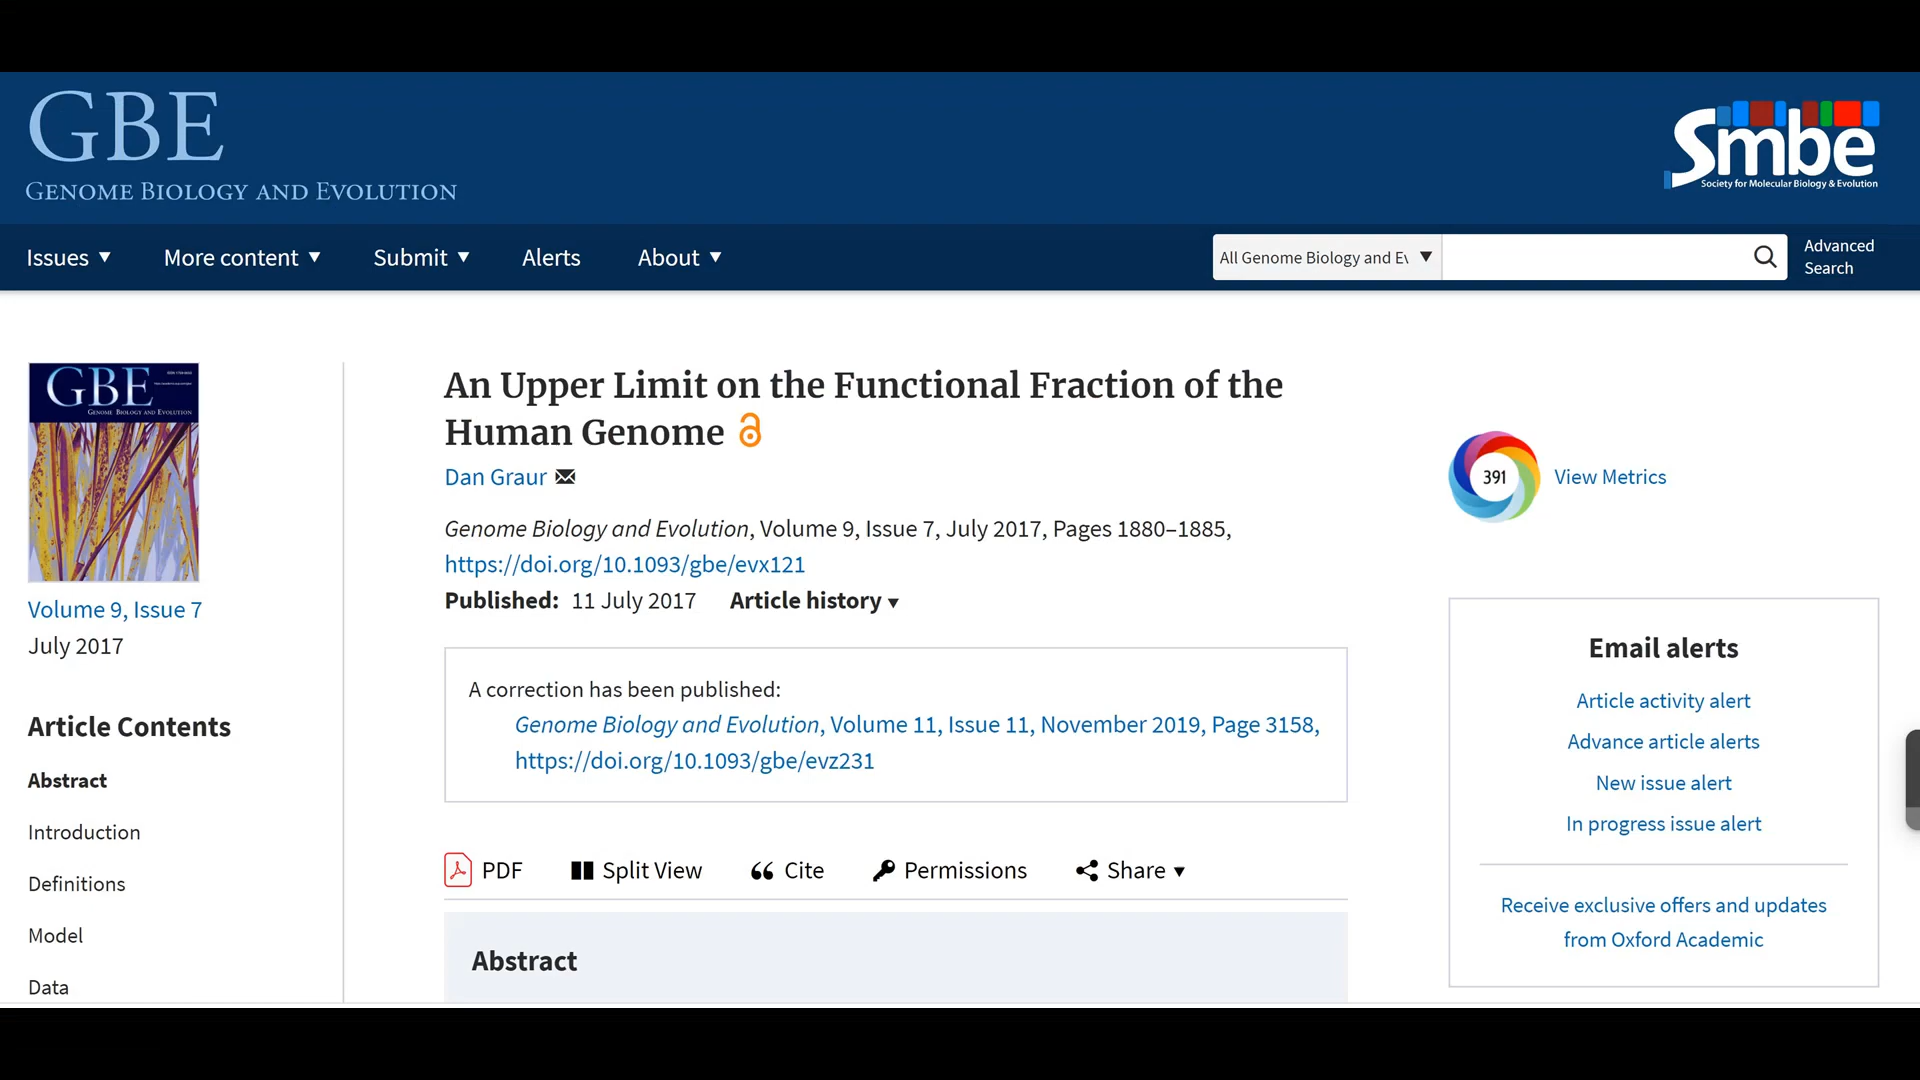 GBE
GENOME BIOLOGY AND EVOLUTION
Smbe
Society for Molecular Biology & Evolution
Issues ▼ More content ▼ Submit ▼ Alerts About ▼
All Genome Biology and Ev ▼
Advanced
Search
GBE
GENOME BIOLOGY AND EVOLUTION
Volume 9, Issue 7
July 2017
Article Contents
Abstract
Introduction
Definitions
Model
Data
An Upper Limit on the Functional Fraction of the
Human Genome
Dan Graur
Genome Biology and Evolution, Volume 9, Issue 7, July 2017, Pages 1880–1885,
https://doi.org/10.1093/gbe/evx121
Published: 11 July 2017 Article history ▼
A correction has been published:
Genome Biology and Evolution, Volume 11, Issue 11, November 2019, Page 3158,
https://doi.org/10.1093/gbe/evz231
PDF Split View Cite Permissions Share ▼
Abstract
391 View Metrics
Email alerts
Article activity alert
Advance article alerts
New issue alert
In progress issue alert
Receive exclusive offers and updates
from Oxford Academic